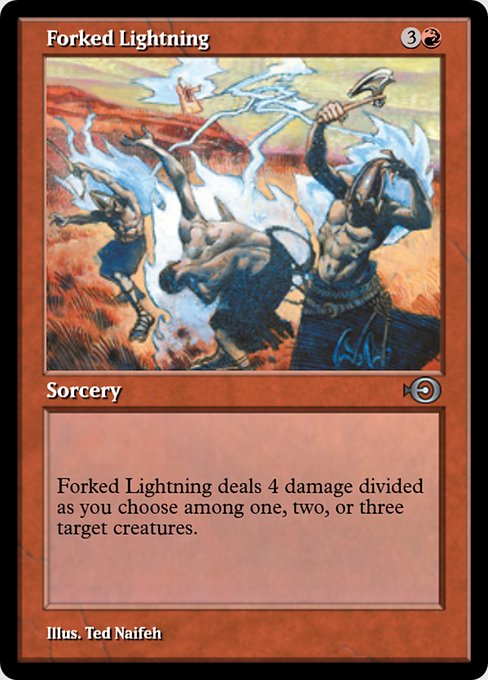 Forked Lightning 3
Sorcery
Forked Lightning deals 4 damage divided
as you choose among one, two, or three
target creatures.
Illus. Ted Naifeh